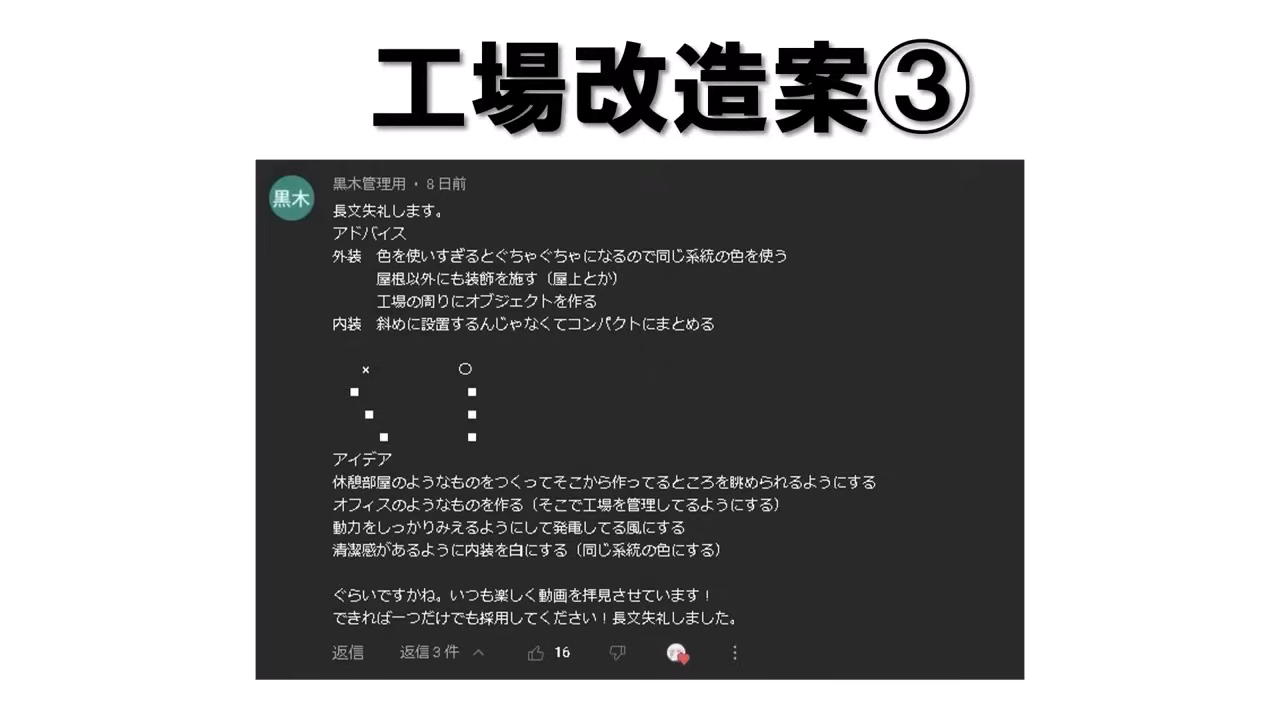 工場改造案③
黒木
黒木管理用・8日前
長文失礼します。
アドバイス
外装　色を使いすぎるとぐちゃぐちゃになるので同じ系統の色を使う
屋根以外にも装飾を施す（屋上とか）
工場の周りにオブジェクトを作る
内装　斜めに設置するんじゃなくてコンパクトにまとめる
×　○
■　■
■　■
■　■
アイデア
休憩部屋のようなものをつくってそこから作ってるところを眺められるようにする
オフィスのようなものを作る（そこで工場を管理してるようにする）
動力をしっかりみえるようにして発電してる風にする
清潔感があるように内装を白にする（同じ系統の色にする）
ぐらいですかね。いつも楽しく動画を拝見させています！
できれば一つだけでも採用してください！長文失礼しました。
返信　返信3件　16